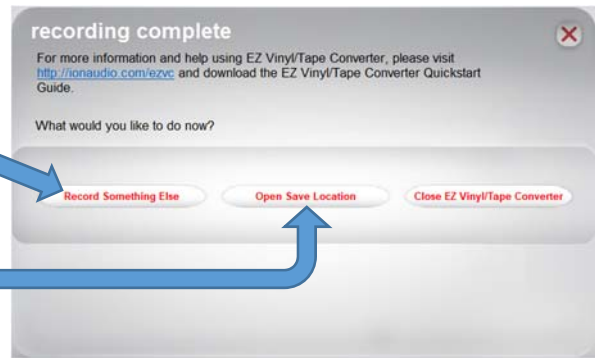 recording complete
For more information and help using EZ Vinyl/Tape Converter, please visit
http://ionaudio.com/ezvc and download the EZ Vinyl/Tape Converter Quickstart
Guide.
What would you like to do now?
Record Something Else
Open Save Location
Close EZ Vinyl/Tape Converter